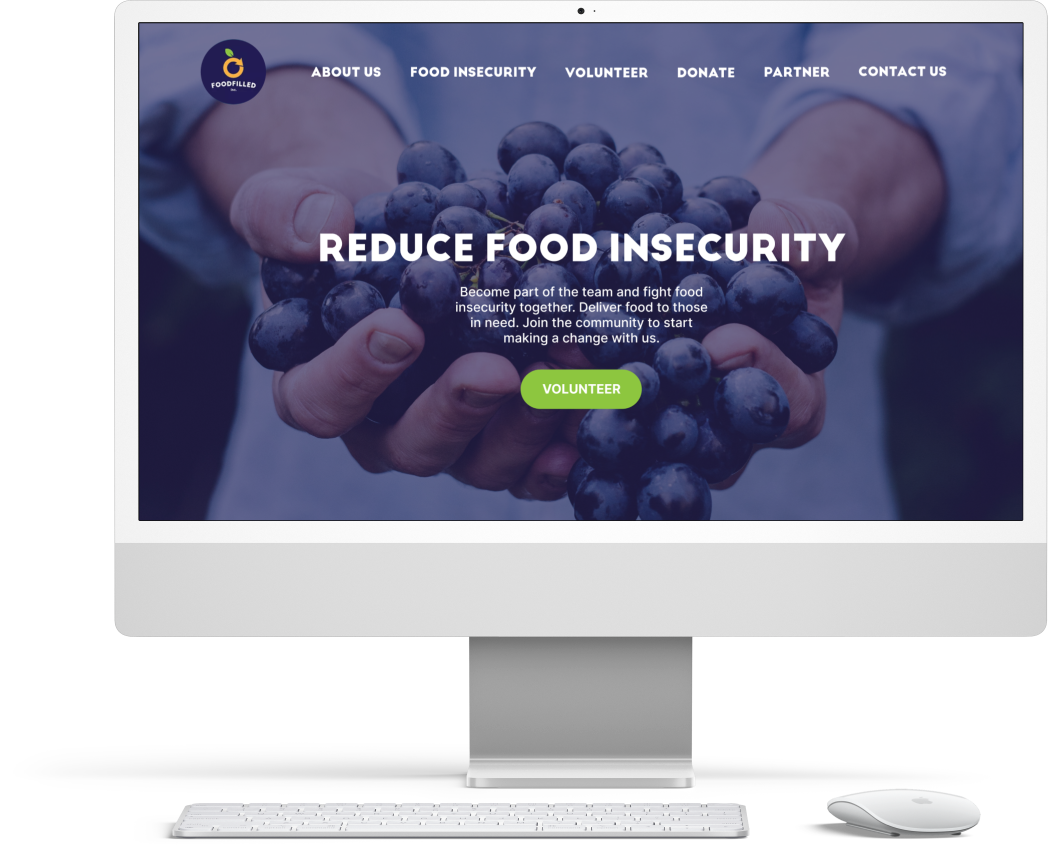 FOODFILLED
INC.
ABOUT US
FOOD INSECURITY
VOLUNTEER
DONATE
PARTNER
CONTACT US
REDUCE FOOD INSECURITY
Become part of the team and fight food
insecurity together. Deliver food to those
in need. Join the community to start
making a change with us.
VOLUNTEER